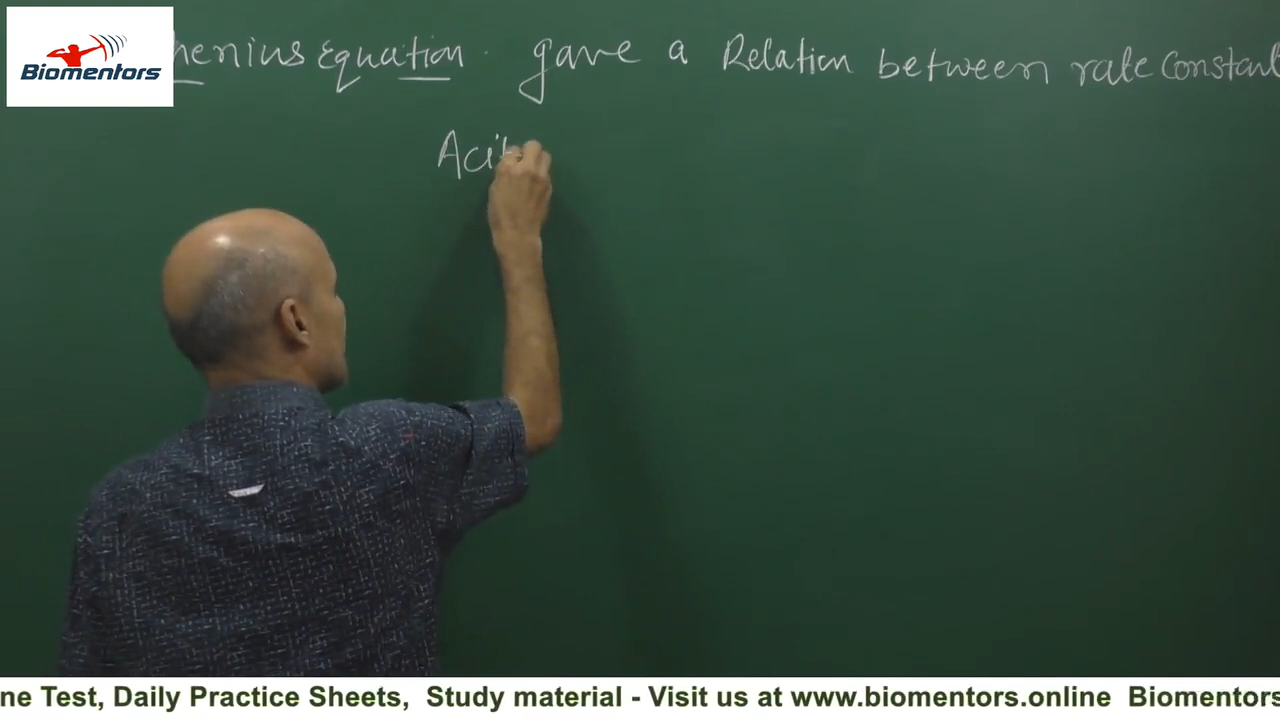 Biomentors
henius Equation. gave a Relation between rate Constant
Acit
ne Test, Daily Practice Sheets, Study material - Visit us at www.biomentors.online Biomentors